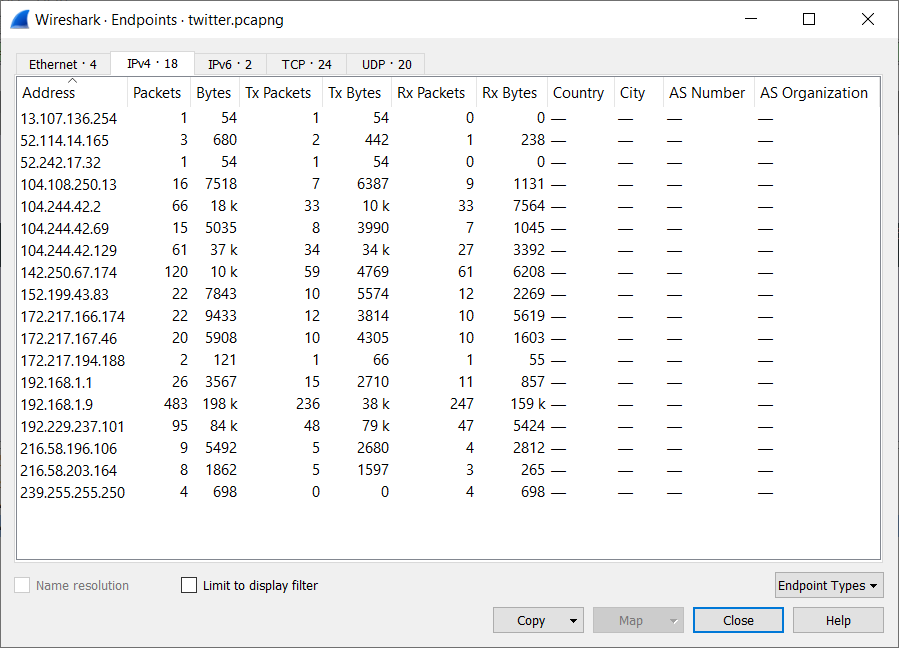 Wireshark · Endpoints · twitter.pcapng
Ethernet · 4 IPv4 · 18 IPv6 · 2 TCP · 24 UDP · 20
Address Packets Bytes Tx Packets Tx Bytes Rx Packets Rx Bytes Country City AS Number AS Organization
13.107.136.254 1 54 1 54 0 0 — — — —
52.114.14.165 3 680 2 442 1 238 — — — —
52.242.17.32 1 54 1 54 0 0 — — — —
104.108.250.13 16 7518 7 6387 9 1131 — — — —
104.244.42.2 66 18 k 33 10 k 33 7564 — — — —
104.244.42.69 15 5035 8 3990 7 1045 — — — —
104.244.42.129 61 37 k 34 34 k 27 3392 — — — —
142.250.67.174 120 10 k 59 4769 61 6208 — — — —
152.199.43.83 22 7843 10 5574 12 2269 — — — —
172.217.166.174 22 9433 12 3814 10 5619 — — — —
172.217.167.46 20 5908 10 4305 10 1603 — — — —
172.217.194.188 2 121 1 66 1 55 — — — —
192.168.1.1 26 3567 15 2710 11 857 — — — —
192.168.1.9 483 198 k 236 38 k 247 159 k — — — —
192.229.237.101 95 84 k 48 79 k 47 5424 — — — —
216.58.196.106 9 5492 5 2680 4 2812 — — — —
216.58.203.164 8 1862 5 1597 3 265 — — — —
239.255.255.250 4 698 0 0 4 698 — — — —
Name resolution Limit to display filter Endpoint Types
Copy Map Close Help